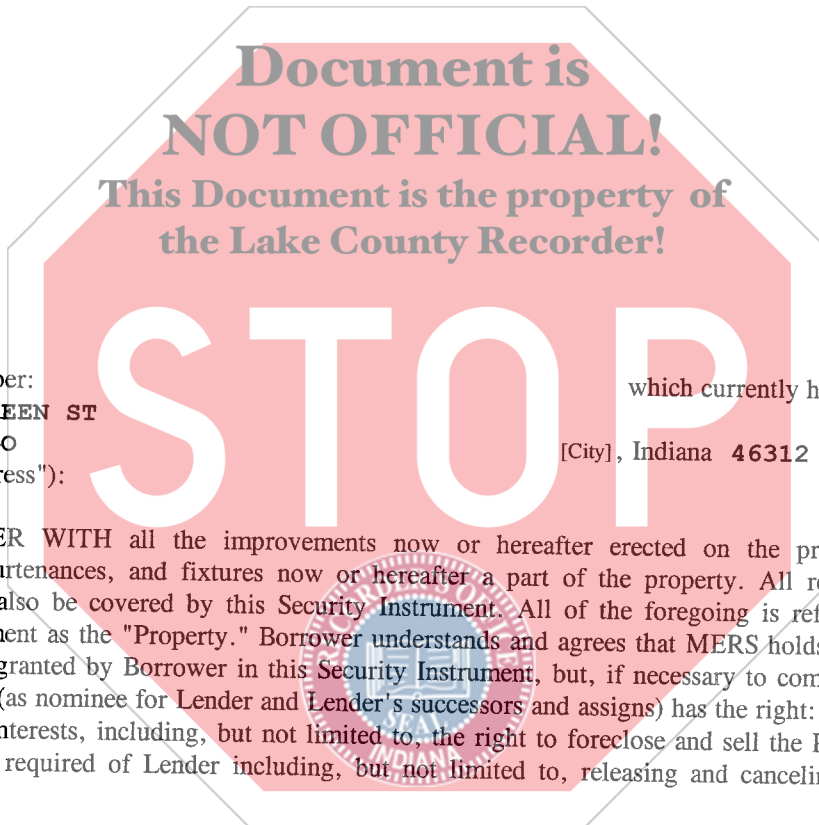 Document is
NOT OFFICIAL!
This Document is the property of
the Lake County Recorder!
STOP
per:
which currently h
EEN ST
O
[City], Indiana 46312
ress"):
ER WITH all the improvements now or hereafter erected on the pr
urtenances, and fixtures now or hereafter a part of the property. All r
also be covered by this Security Instrument. All of the foregoing is ref
ment as the "Property." Borrower understands and agrees that MERS holds
granted by Borrower in this Security Instrument, but, if necessary to com
(as nominee for Lender and Lender's successors and assigns) has the right:
nterests, including, but not limited to, the right to foreclose and sell the P
required of Lender including, but not limited to, releasing and cancelin
RECORDER'S OFFICE
SEAL
INDIANA